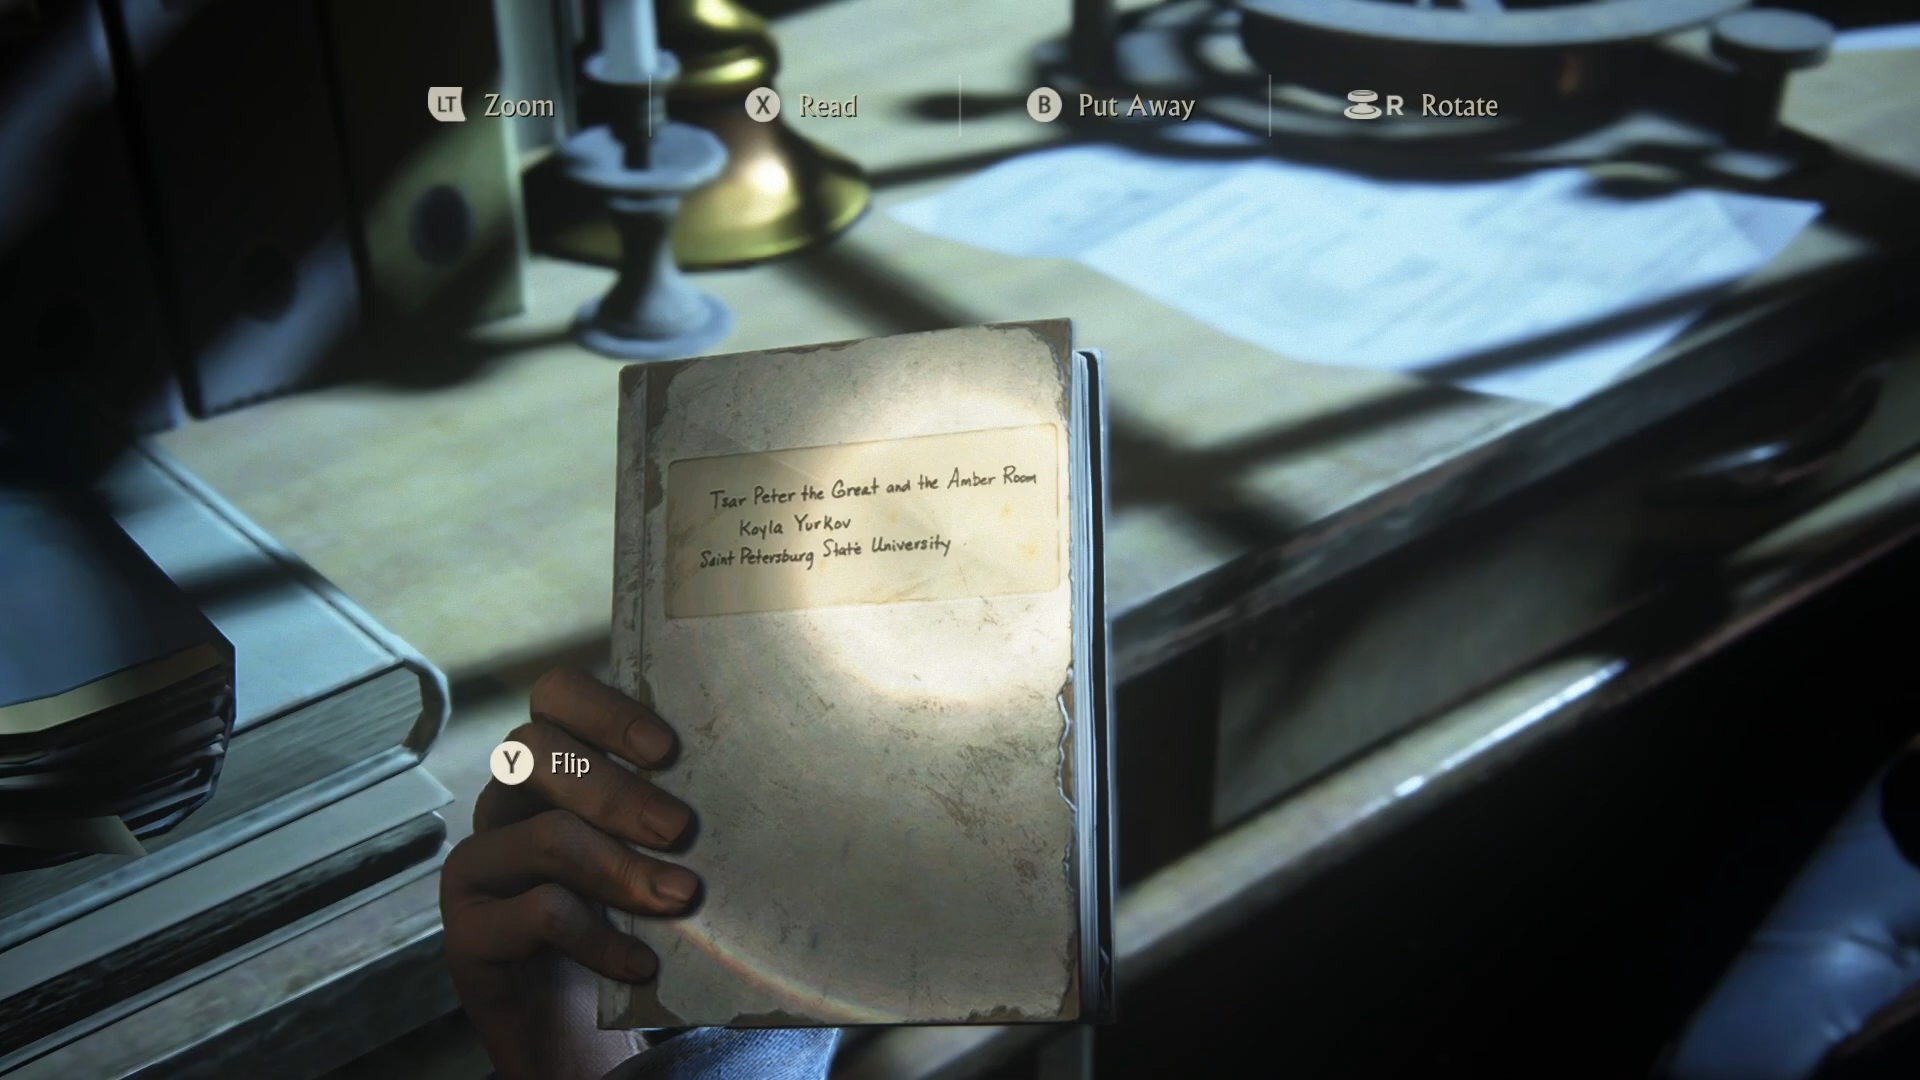 LT Zoom
X Read
B Put Away
R Rotate
Tsar Peter the Great and the Amber Room
Koyla Yurkov
Saint Petersburg State University
Y Flip